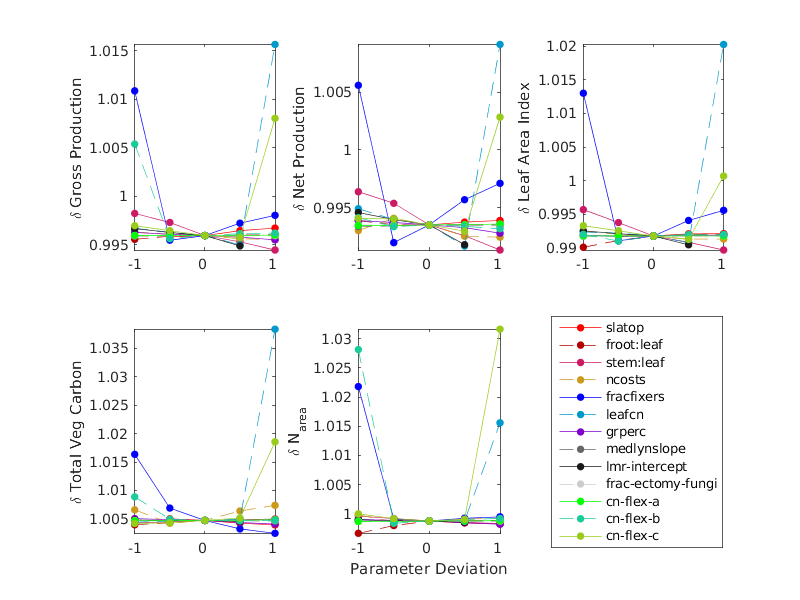 δ Gross Production
1.015
1.01
1.005
1
0.995
-1 0 1
δ Net Production
1.005
1
0.995
-1 0 1
δ Leaf Area Index
1.02
1.015
1.01
1.005
1
0.995
0.99
-1 0 1
δ Total Veg Carbon
1.035
1.03
1.025
1.02
1.015
1.01
1.005
-1 0 1
δ Narea
1.03
1.02
1.015
1.01
1.005
1
-1 0 1
Parameter Deviation
slatop
froot:leaf
stem:leaf
ncosts
fracfixers
leafcn
grperc
medlynslope
lmr-intercept
frac-ectomy-fungi
cn-flex-a
cn-flex-b
cn-flex-c